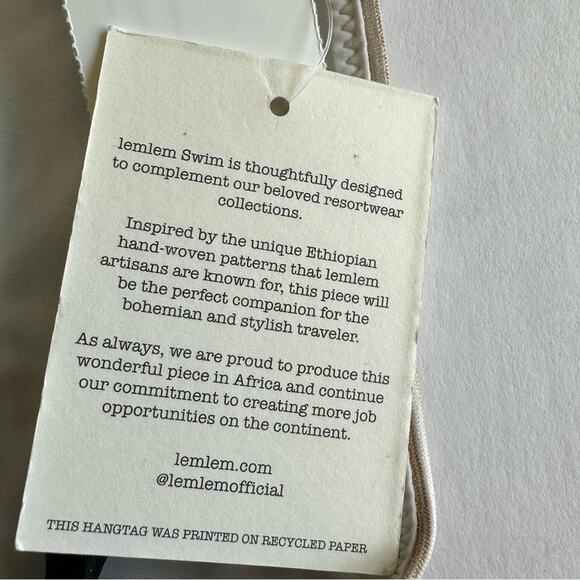 lemlem Swim is thoughtfully designed
to complement our beloved resortwear
collections.
Inspired by the unique Ethiopian
hand-woven patterns that lemlem
artisans are known for, this piece will
be the perfect companion for the
bohemian and stylish traveler.
As always, we are proud to produce this
wonderful piece in Africa and continue
our commitment to creating more job
opportunities on the continent.
lemlem.com
@lemlemofficial
THIS HANGTAG WAS PRINTED ON RECYCLED PAPER